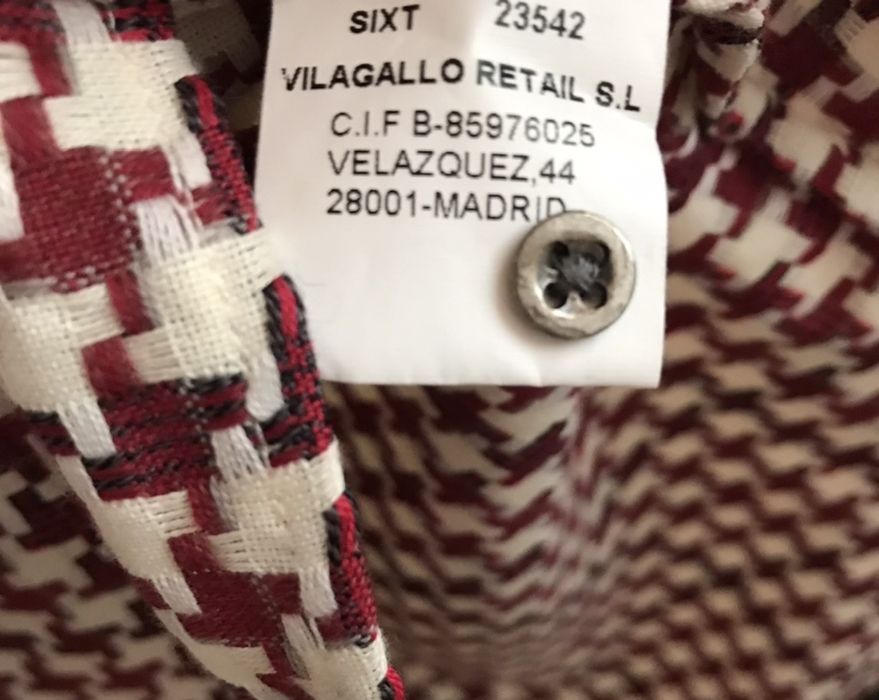 SIXT 23542
VILAGALLO RETAIL S.L
C.I.F B-85976025
VELAZQUEZ,44
28001-MADRID